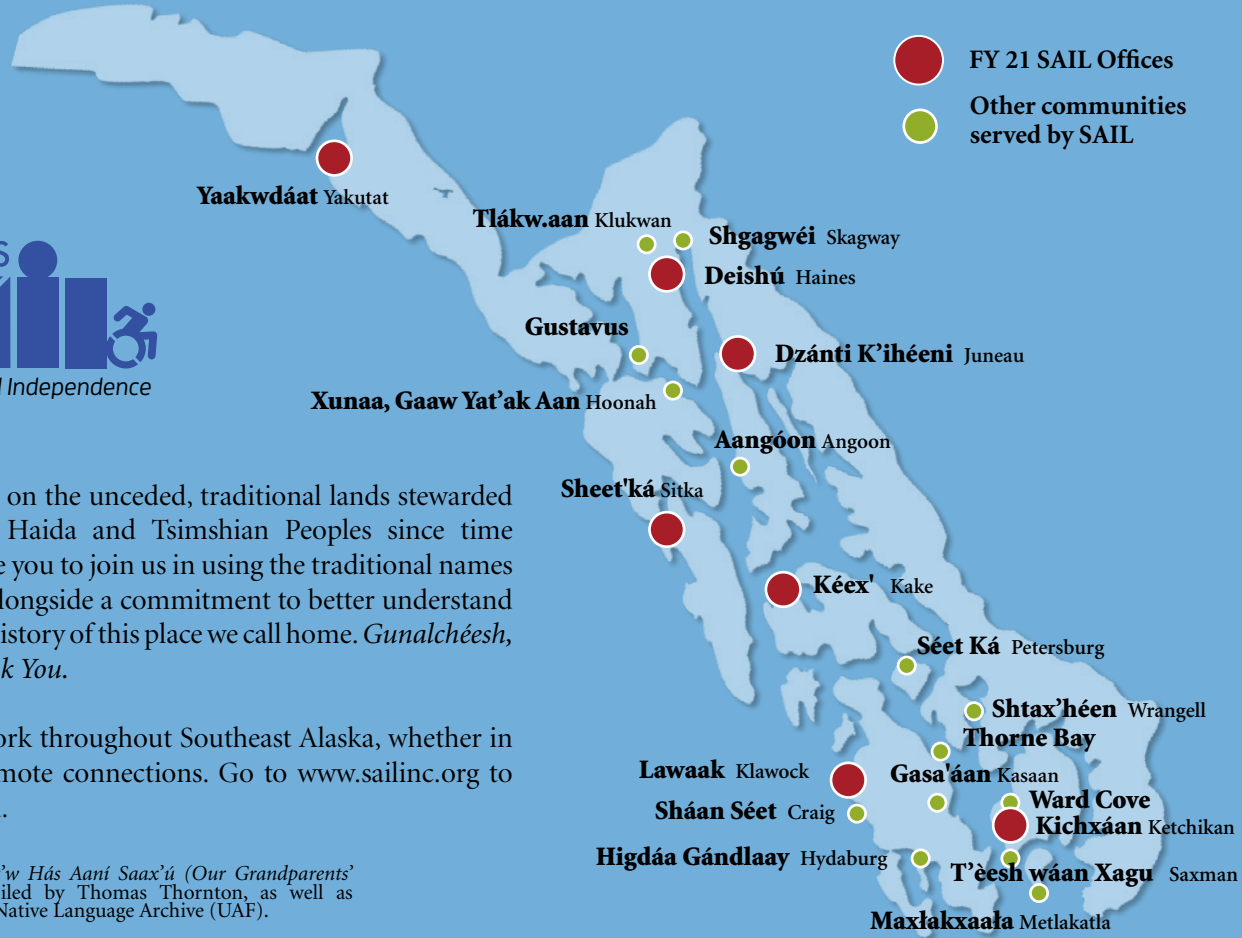 FY 21 SAIL Offices
Other communities
served by SAIL
Yaakwdáat Yakutat
Tlákw.aan Klukwan
Shgagwéi Skagway
Deishú Haines
Gustavus
Dzánti K’ihéeni Juneau
Xunaa, Gaaw Yat’ak Aan Hoonah
Aangóon Angoon
Sheet'ká Sitka
Kéex' Kake
Séet Ká Petersburg
Shtax’héen Wrangell
Thorne Bay
Lawaak Klawock
Gasa'áan Kasaan
Sháan Séet Craig
Ward Cove
Kichxáan Ketchikan
Higdáa Gándlaay Hydaburg
T’èesh wáan Xagu Saxman
Maxłakxaała Metlakatla
Independence
on the unceded, traditional lands stewarded
Haida and Tsimshian Peoples since time
e you to join us in using the traditional names
longside a commitment to better understand
istory of this place we call home. Gunalchéesh,
k You.
ork throughout Southeast Alaska, whether in
mote connections. Go to www.sailinc.org to
’w Hás Aaní Saax’ú (Our Grandparents’
iled by Thomas Thornton, as well as
Native Language Archive (UAF).